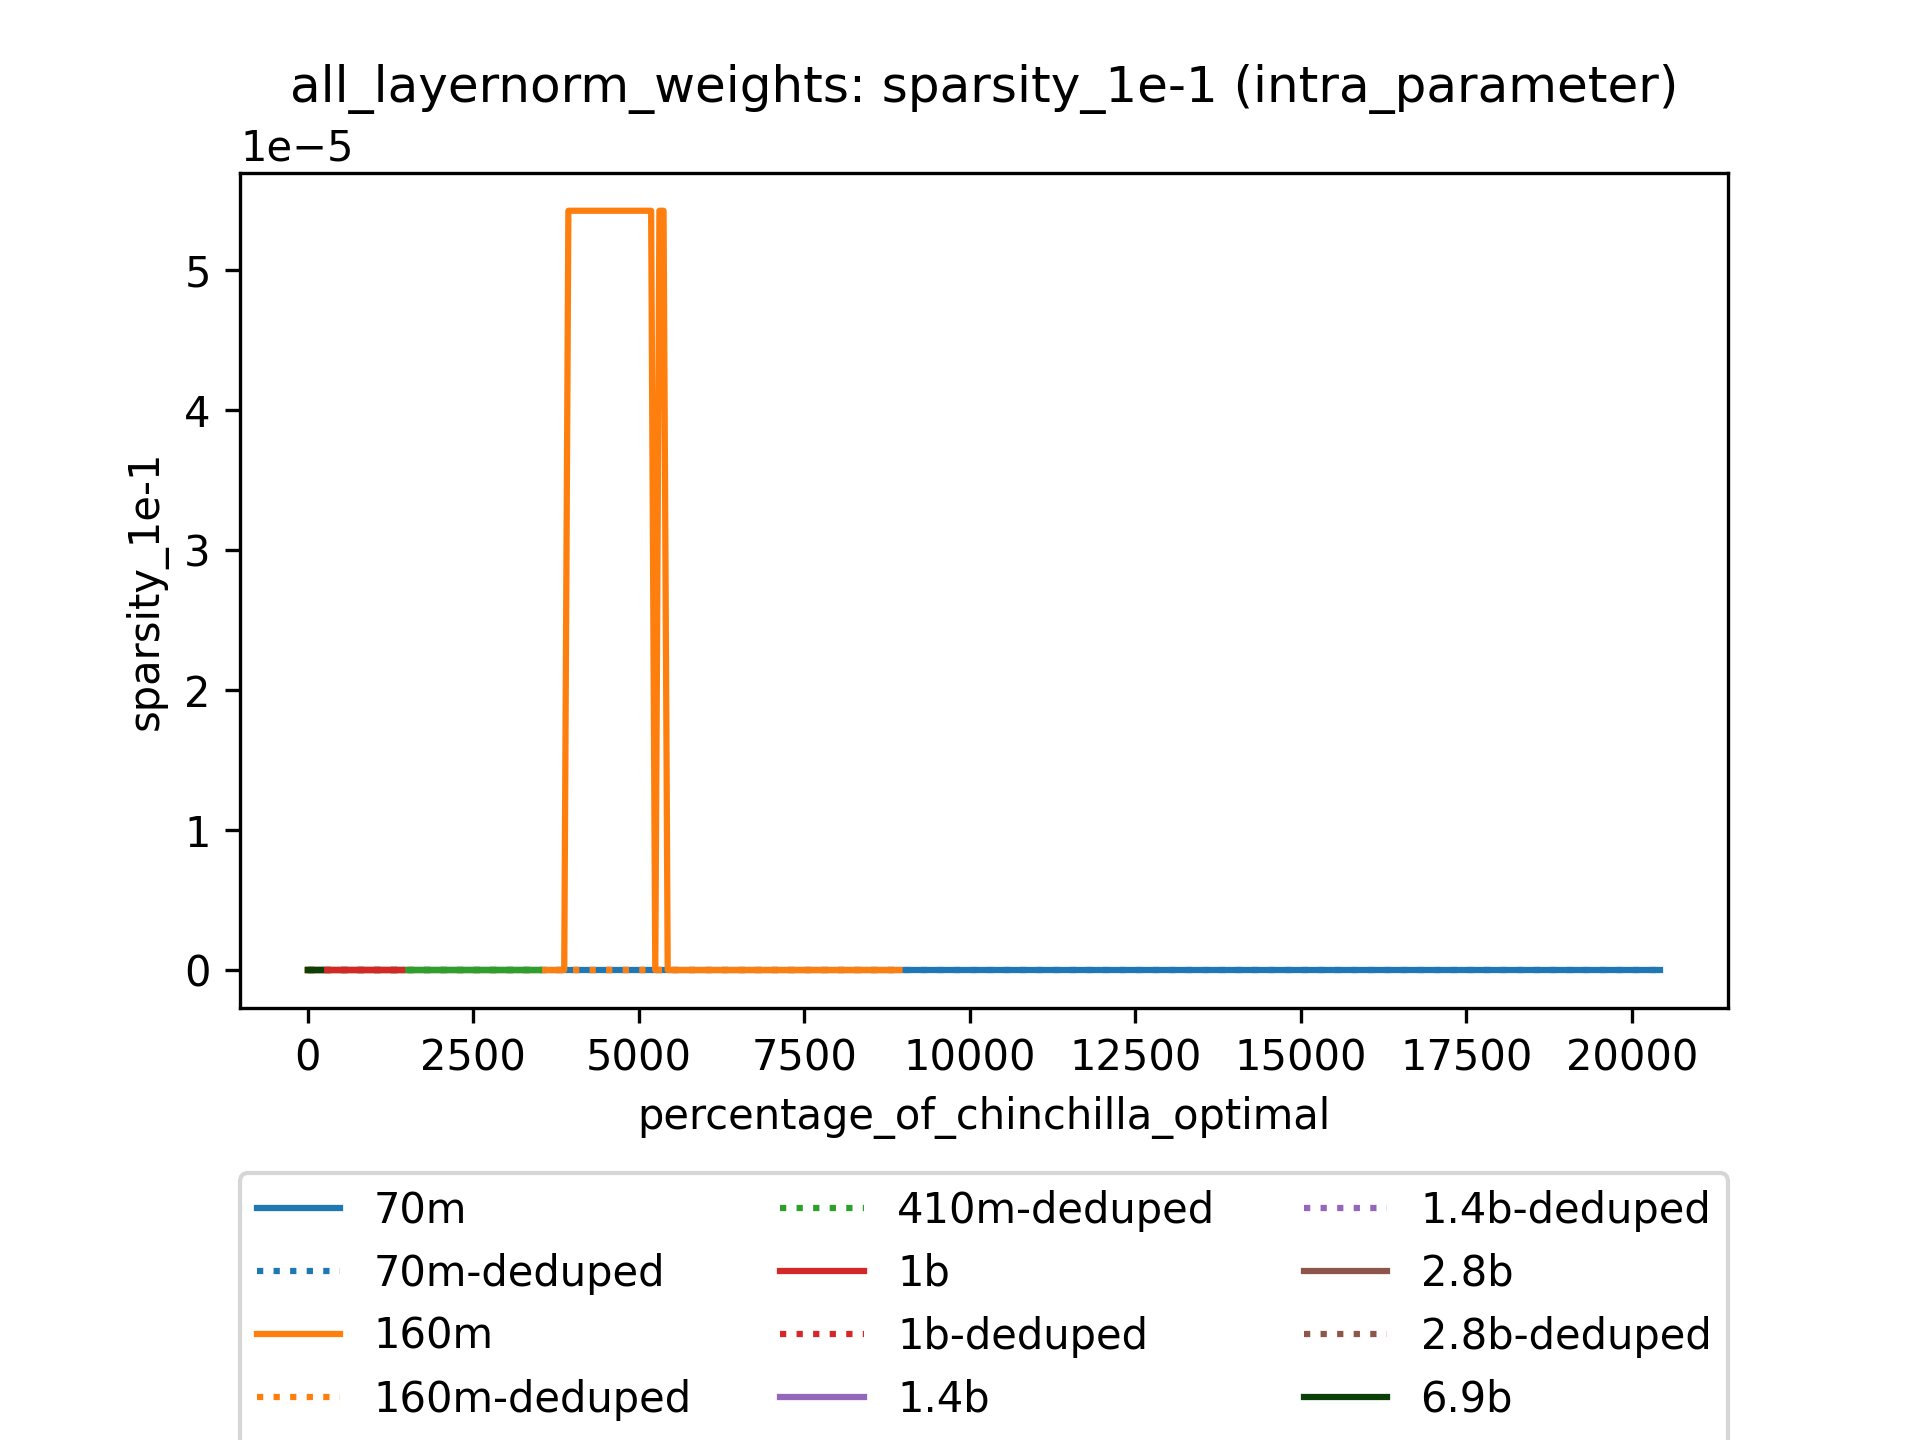 all_layernorm_weights: sparsity_1e-1 (intra_parameter)
1e−5
5
4
3
2
1
0
sparsity_1e-1
0 2500 5000 7500 10000 12500 15000 17500 20000
percentage_of_chinchilla_optimal
70m
70m-deduped
160m
160m-deduped
410m-deduped
1b
1b-deduped
1.4b
1.4b-deduped
2.8b
2.8b-deduped
6.9b